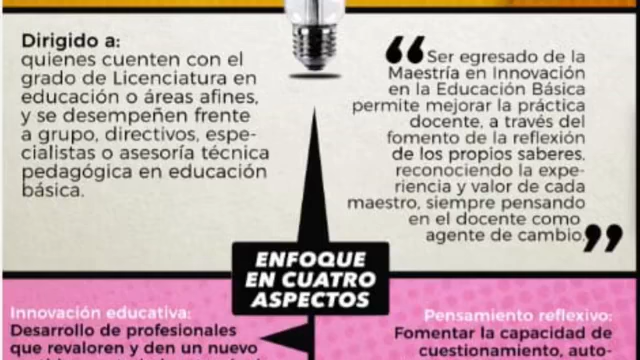 Dirigido a:
quienes cuenten con el
grado de Licenciatura en
educación o áreas afines,
y se desempeñen frente
a grupo, directivos, espe-
cialistas o asesoría técnica
pedagógica en educación
básica.
“Ser egresado de la
Maestría en Innovación
en la Educación Básica
permite mejorar la práctica
docente, a través del
fomento de la reflexión
de los propios saberes,
reconociendo la expe-
riencia y valor de cada
maestro, siempre pensando
en el docente como
agente de cambio.”
ENFOQUE
EN CUATRO
ASPECTOS
Innovación educativa:
Desarrollo de profesionales
que revaloren y den un nuevo
Pensamiento reflexivo:
Fomentar la capacidad de
cuestionamiento, auto-